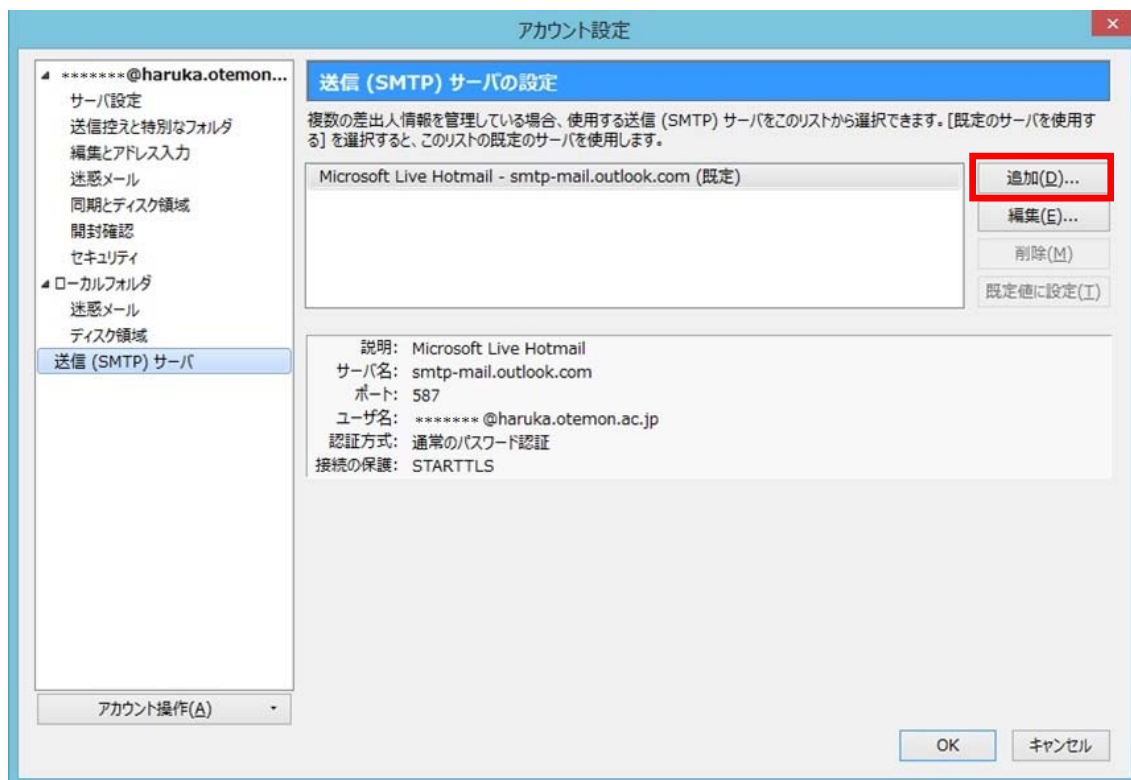 アカウント設定
*******@haruka.otemon...
サーバ設定
送信控えと特別なフォルダ
編集とアドレス入力
迷惑メール
同期とディスク領域
開封確認
セキュリティ
ローカルフォルダ
迷惑メール
ディスク領域
送信 (SMTP) サーバ
アカウント操作(A)
送信 (SMTP) サーバの設定
複数の差出人情報を管理している場合、使用する送信 (SMTP) サーバをこのリストから選択できます。[既定のサーバを使用す
る] を選択すると、このリストの既定のサーバを使用します。
Microsoft Live Hotmail - smtp-mail.outlook.com (既定)
追加(D)...
編集(E)...
削除(M)
既定値に設定(T)
説明: Microsoft Live Hotmail
サーバ名: smtp-mail.outlook.com
ポート: 587
ユーザ名: *******@haruka.otemon.ac.jp
認証方式: 通常のパスワード認証
接続の保護: STARTTLS
OK
キャンセル